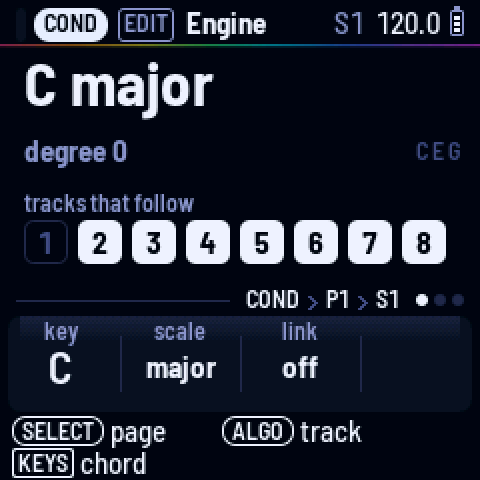 COND EDIT Engine S1 120.0
C major
degree 0 CEG
tracks that follow
1 2 3 4 5 6 7 8
COND > P1 > S1
key scale link
C major off
SELECT page ALGO track
KEYS chord